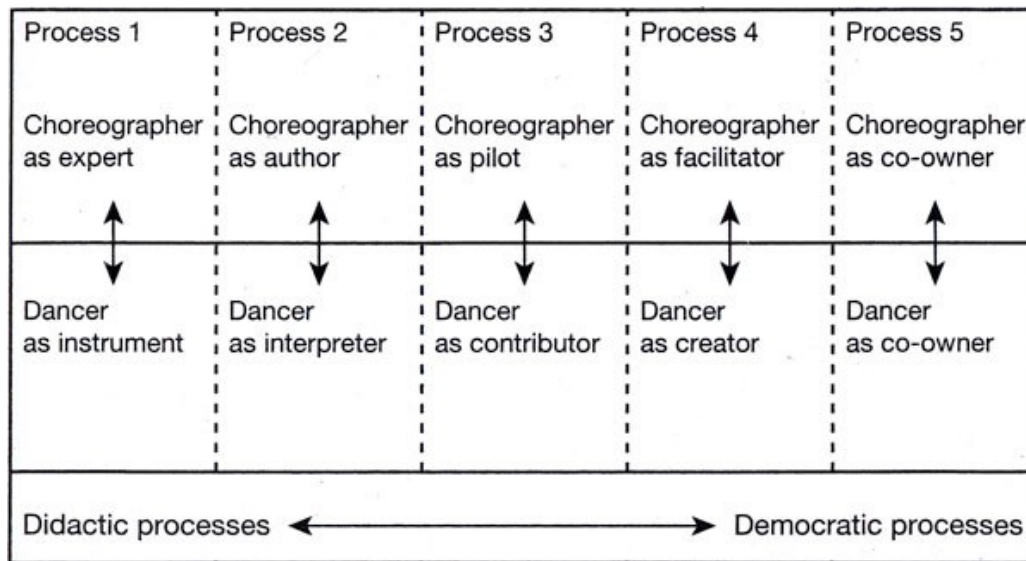 Process 1
Process 2
Process 3
Process 4
Process 5
Choreographer
as expert
Choreographer
as author
Choreographer
as pilot
Choreographer
as facilitator
Choreographer
as co-owner
Dancer
as instrument
Dancer
as interpreter
Dancer
as contributor
Dancer
as creator
Dancer
as co-owner
Didactic processes
Democratic processes